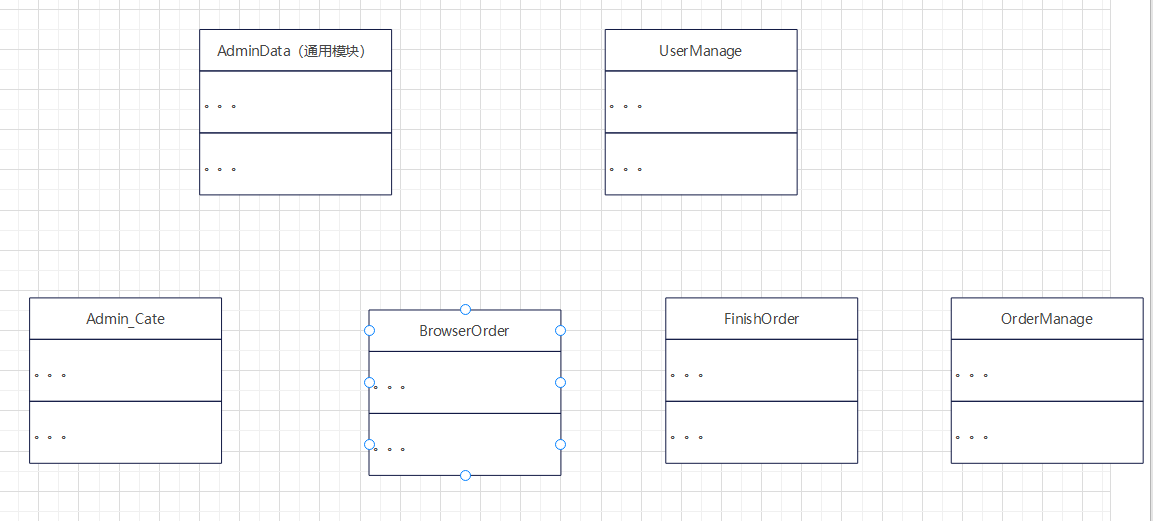 AdminData（通用模块）
。。。
。。。
UserManage
。。。
。。。
Admin_Cate
。。。
。。。
BrowserOrder
。。。
。。。
FinishOrder
。。。
。。。
OrderManage
。。。
。。。